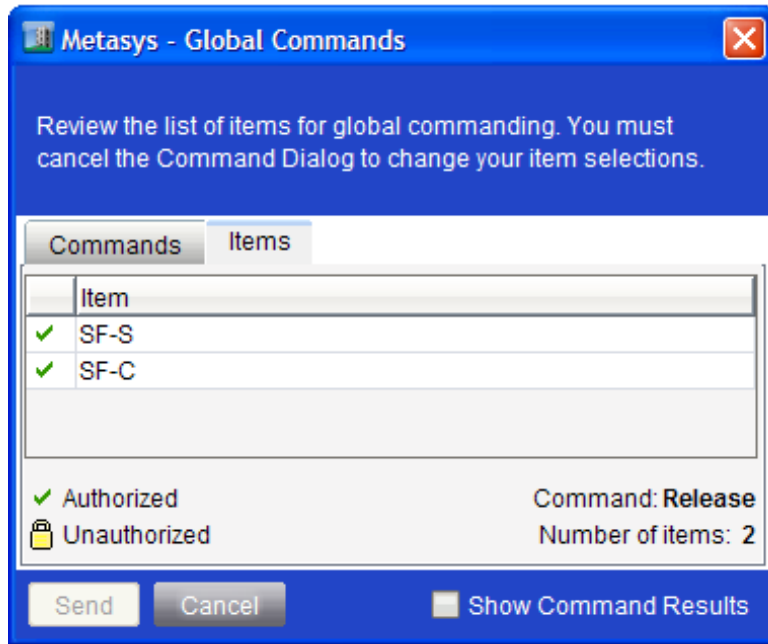 Metasys - Global Commands
Review the list of items for global commanding. You must
cancel the Command Dialog to change your item selections.
Commands Items
Item
SF-S
SF-C
Authorized Command: Release
Unauthorized Number of items: 2
Send Cancel Show Command Results